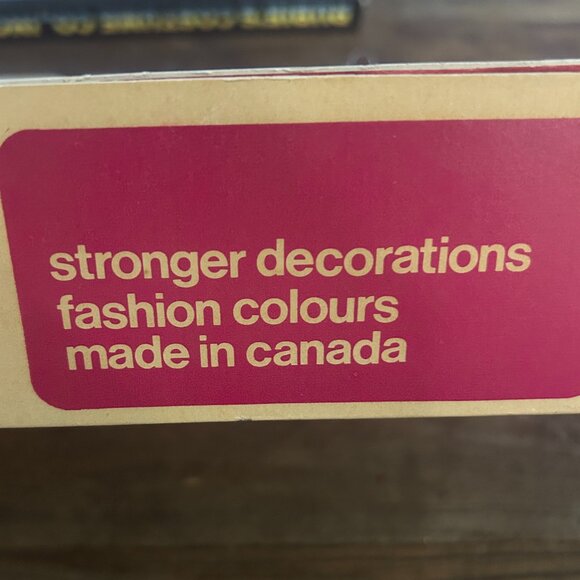 stronger decorations
fashion colours
made in canada